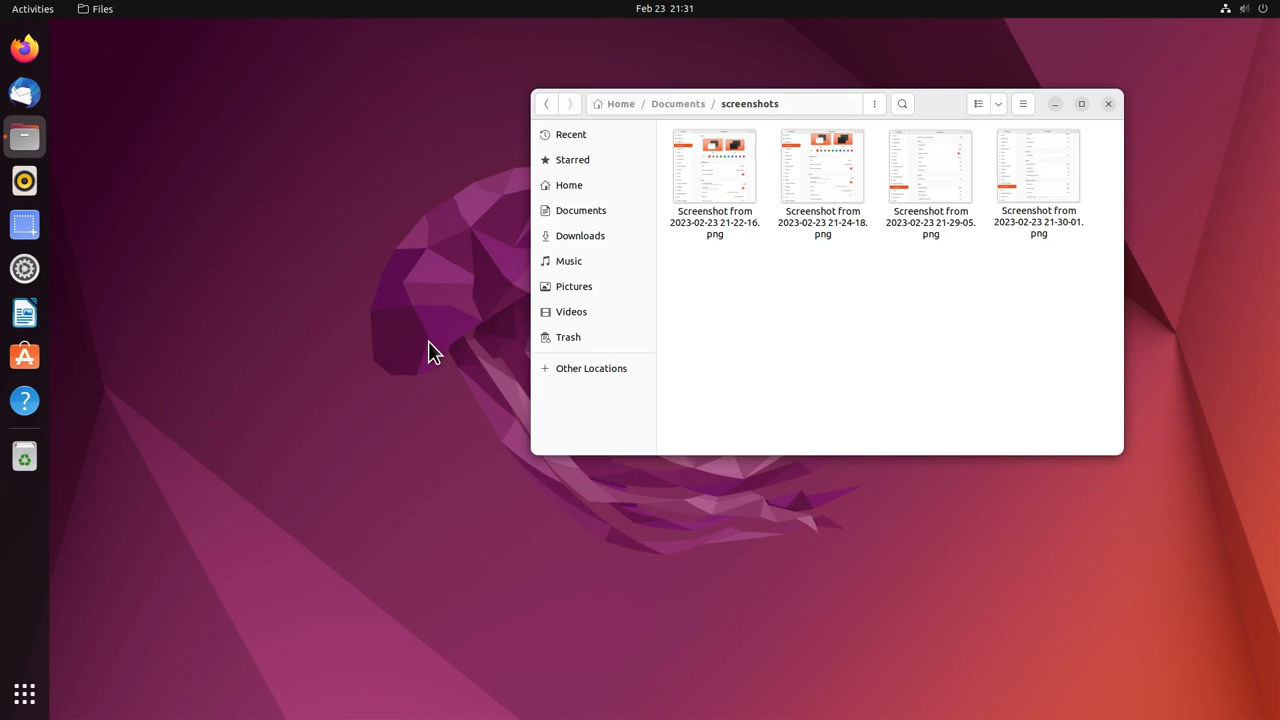 Activities
Files
Feb 23 21:31
Home / Documents / screenshots
Recent
Starred
Home
Documents
Downloads
Music
Pictures
Videos
Trash
Other Locations
Screenshot from
2023-02-23 21-22-16.
png
Screenshot from
2023-02-23 21-24-18.
png
Screenshot from
2023-02-23 21-29-05.
png
Screenshot from
2023-02-23 21-30-01.
png